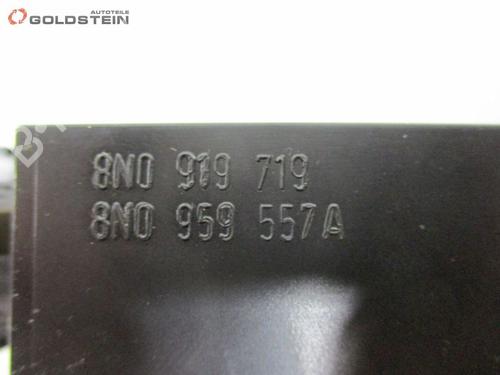 AUTOTEILE
GOLDSTEIN
8N0 919 719
8N0 959 557A